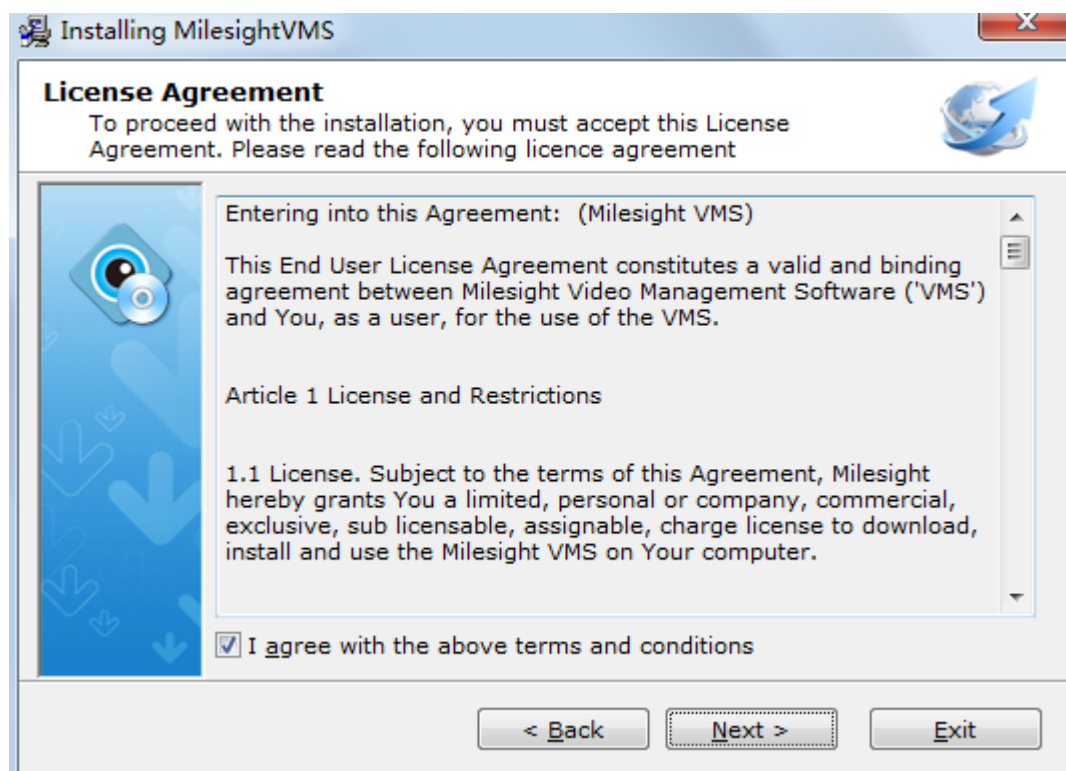 Installing MilesightVMS
License Agreement
To proceed with the installation, you must accept this License
Agreement. Please read the following licence agreement
Entering into this Agreement:  (Milesight VMS)
This End User License Agreement constitutes a valid and binding
agreement between Milesight Video Management Software ('VMS')
and You, as a user, for the use of the VMS.
Article 1 License and Restrictions
1.1 License. Subject to the terms of this Agreement, Milesight
hereby grants You a limited, personal or company, commercial,
exclusive, sub licensable, assignable, charge license to download,
install and use the Milesight VMS on Your computer.
I agree with the above terms and conditions
< Back
Next >
Exit